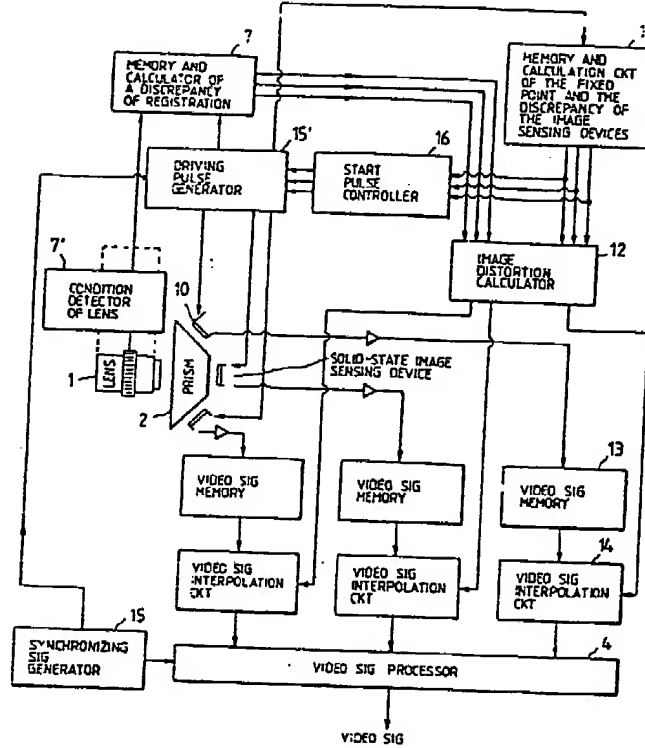 7
MEMORY AND
CALCULATOR OF
A DISCREPANCY
OF REGISTRATION
MEMORY AND
CALCULATION CKT
OF THE FIXED
POINT AND THE
DISCREPANCY OF
THE IMAGE
SENSING DEVICES
15'
DRIVING
PULSE
GENERATOR
16
START
PULSE
CONTROLLER
7'
CONDITION
DETECTOR
OF LENS
12
IMAGE
DISTORTION
CALCULATOR
10
LENS
1
PRISM
2
SOLID-STATE IMAGE
SENSING DEVICE
VIDEO SIG
MEMORY
VIDEO SIG
MEMORY
13
VIDEO SIG
MEMORY
VIDEO SIG
INTERPOLATION
CKT
VIDEO SIG
INTERPOLATION
CKT
14
VIDEO SIG
INTERPOLATION
CKT
15
SYNCHRONIZING
SIG
GENERATOR
4
VIDEO SIG PROCESSOR
VIDEO SIG